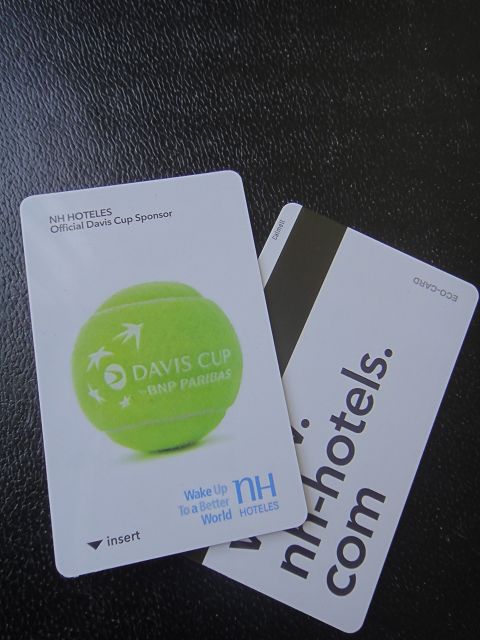 NH HOTELES
Official Davis Cup Sponsor
DAVIS CUP
BNP PARIBAS
Wake Up
To a Better
World
nH
HOTELES
insert
ECO-CARD
nh-hotels.
com